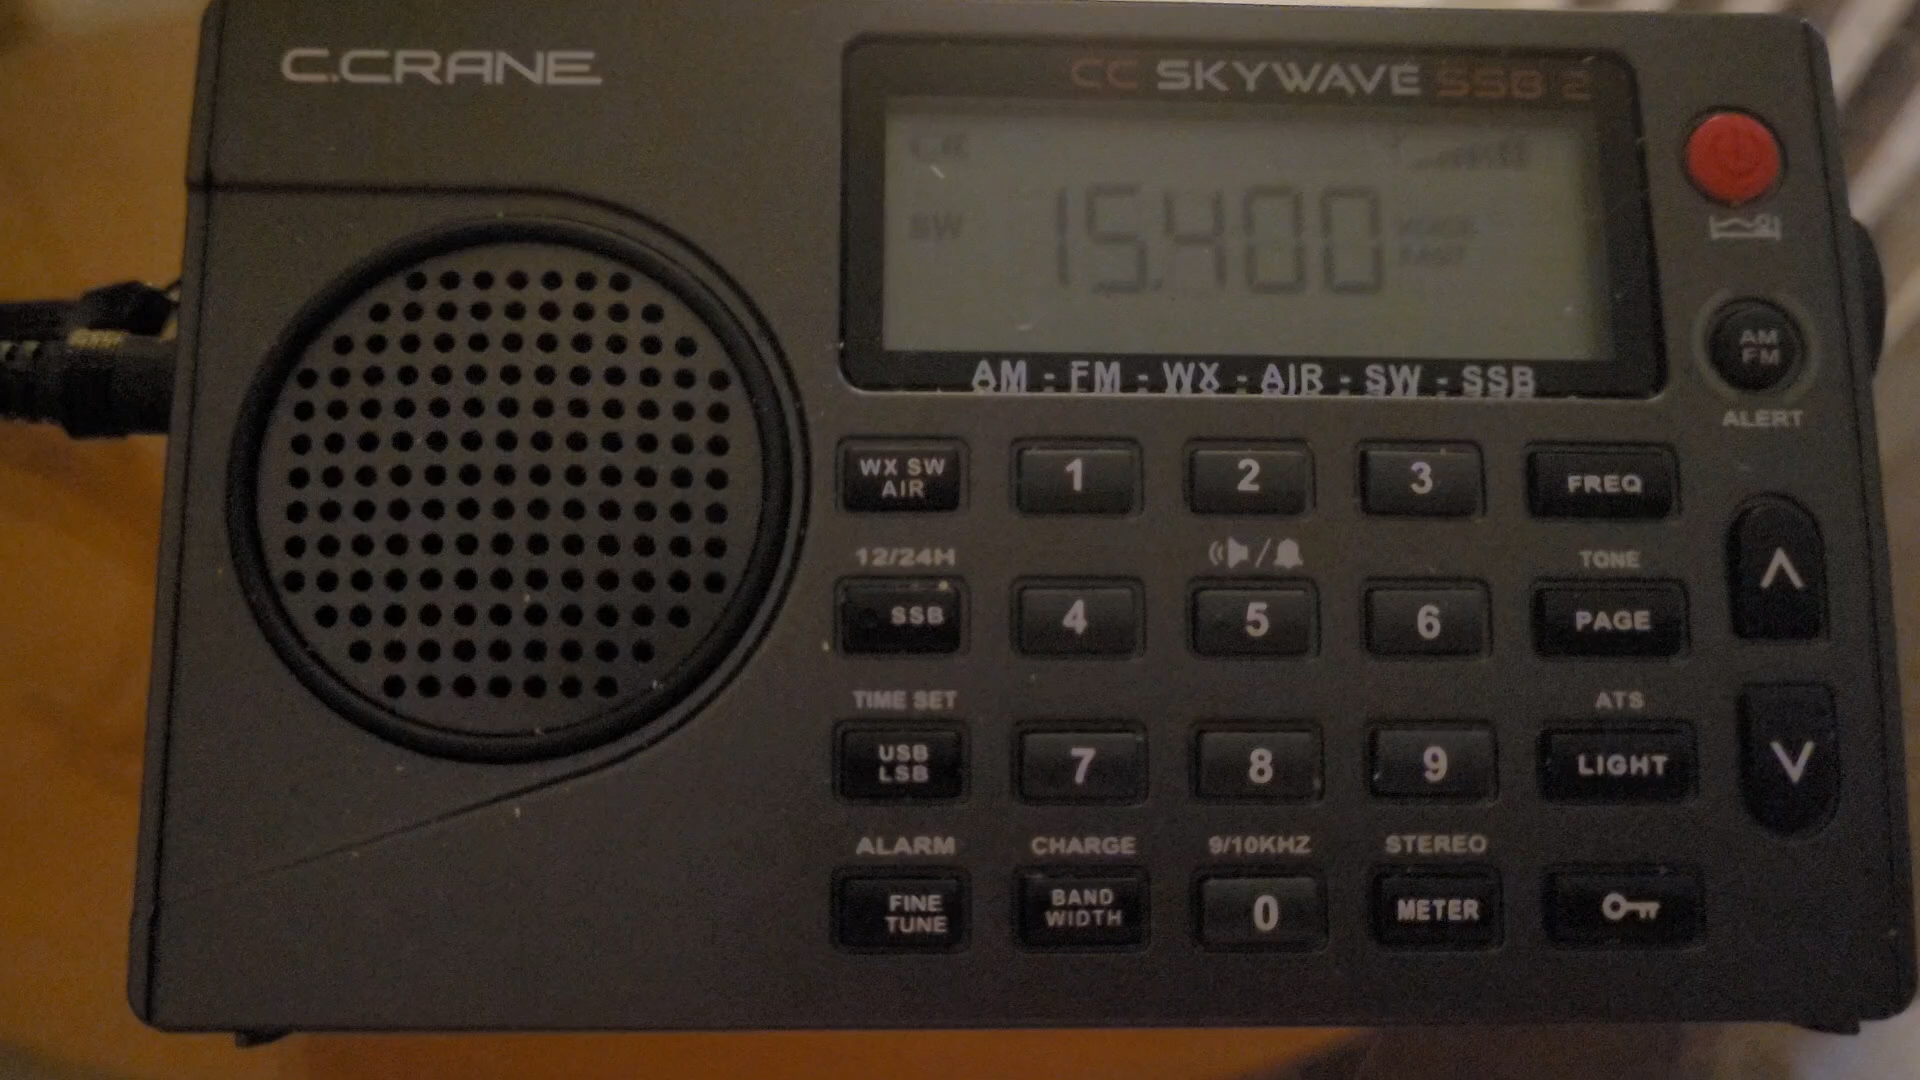 C.CRANE
CC SKYWAVE SSB 2
SW
15.400
AM - FM - WX - AIR - SW - SSB
AM
FM
ALERT
WX SW
AIR
1
2
3
FREQ
12/24H
TONE
SSB
4
5
6
PAGE
TIME SET
ATS
USB
LSB
7
8
9
LIGHT
ALARM
CHARGE
9/10KHZ
STEREO
FINE
TUNE
BAND
WIDTH
0
METER